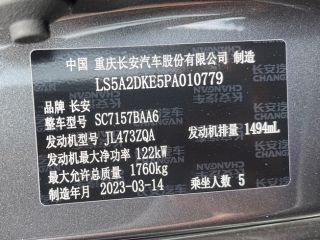 中国 重庆长安汽车股份有限公司 制造
LS5A2DKE5PA010779
品牌 长安
整车型号 SC7157BAA6
发动机型号 JL473ZQA 发动机排量 1494mL
发动机最大净功率 122kW
最大允许总质量 1760kg
制造年月 2023-03-14 乘坐人数 5